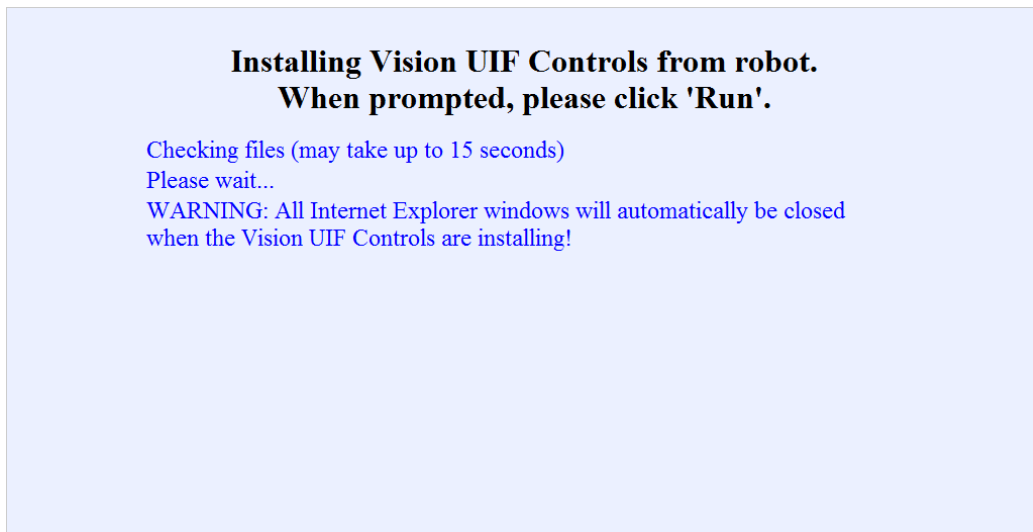 Installing Vision UIF Controls from robot.
When prompted, please click 'Run'.
Checking files (may take up to 15 seconds)
Please wait...
WARNING: All Internet Explorer windows will automatically be closed
when the Vision UIF Controls are installing!